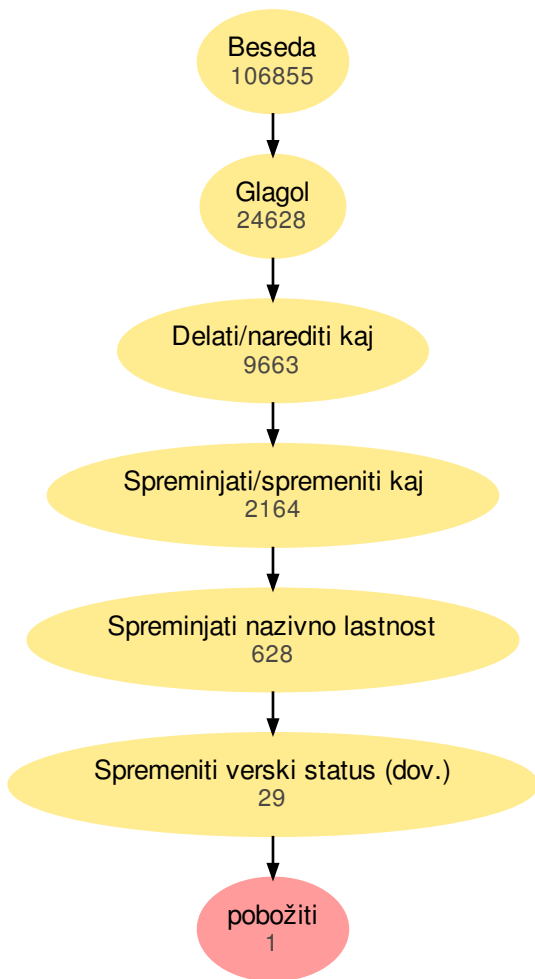 Beseda
106855
Glagol
24628
Delati/narediti kaj
9663
Spreminjati/spremeniti kaj
2164
Spreminjati nazivno lastnost
628
Spremeniti verski status (dov.)
29
pobožiti
1